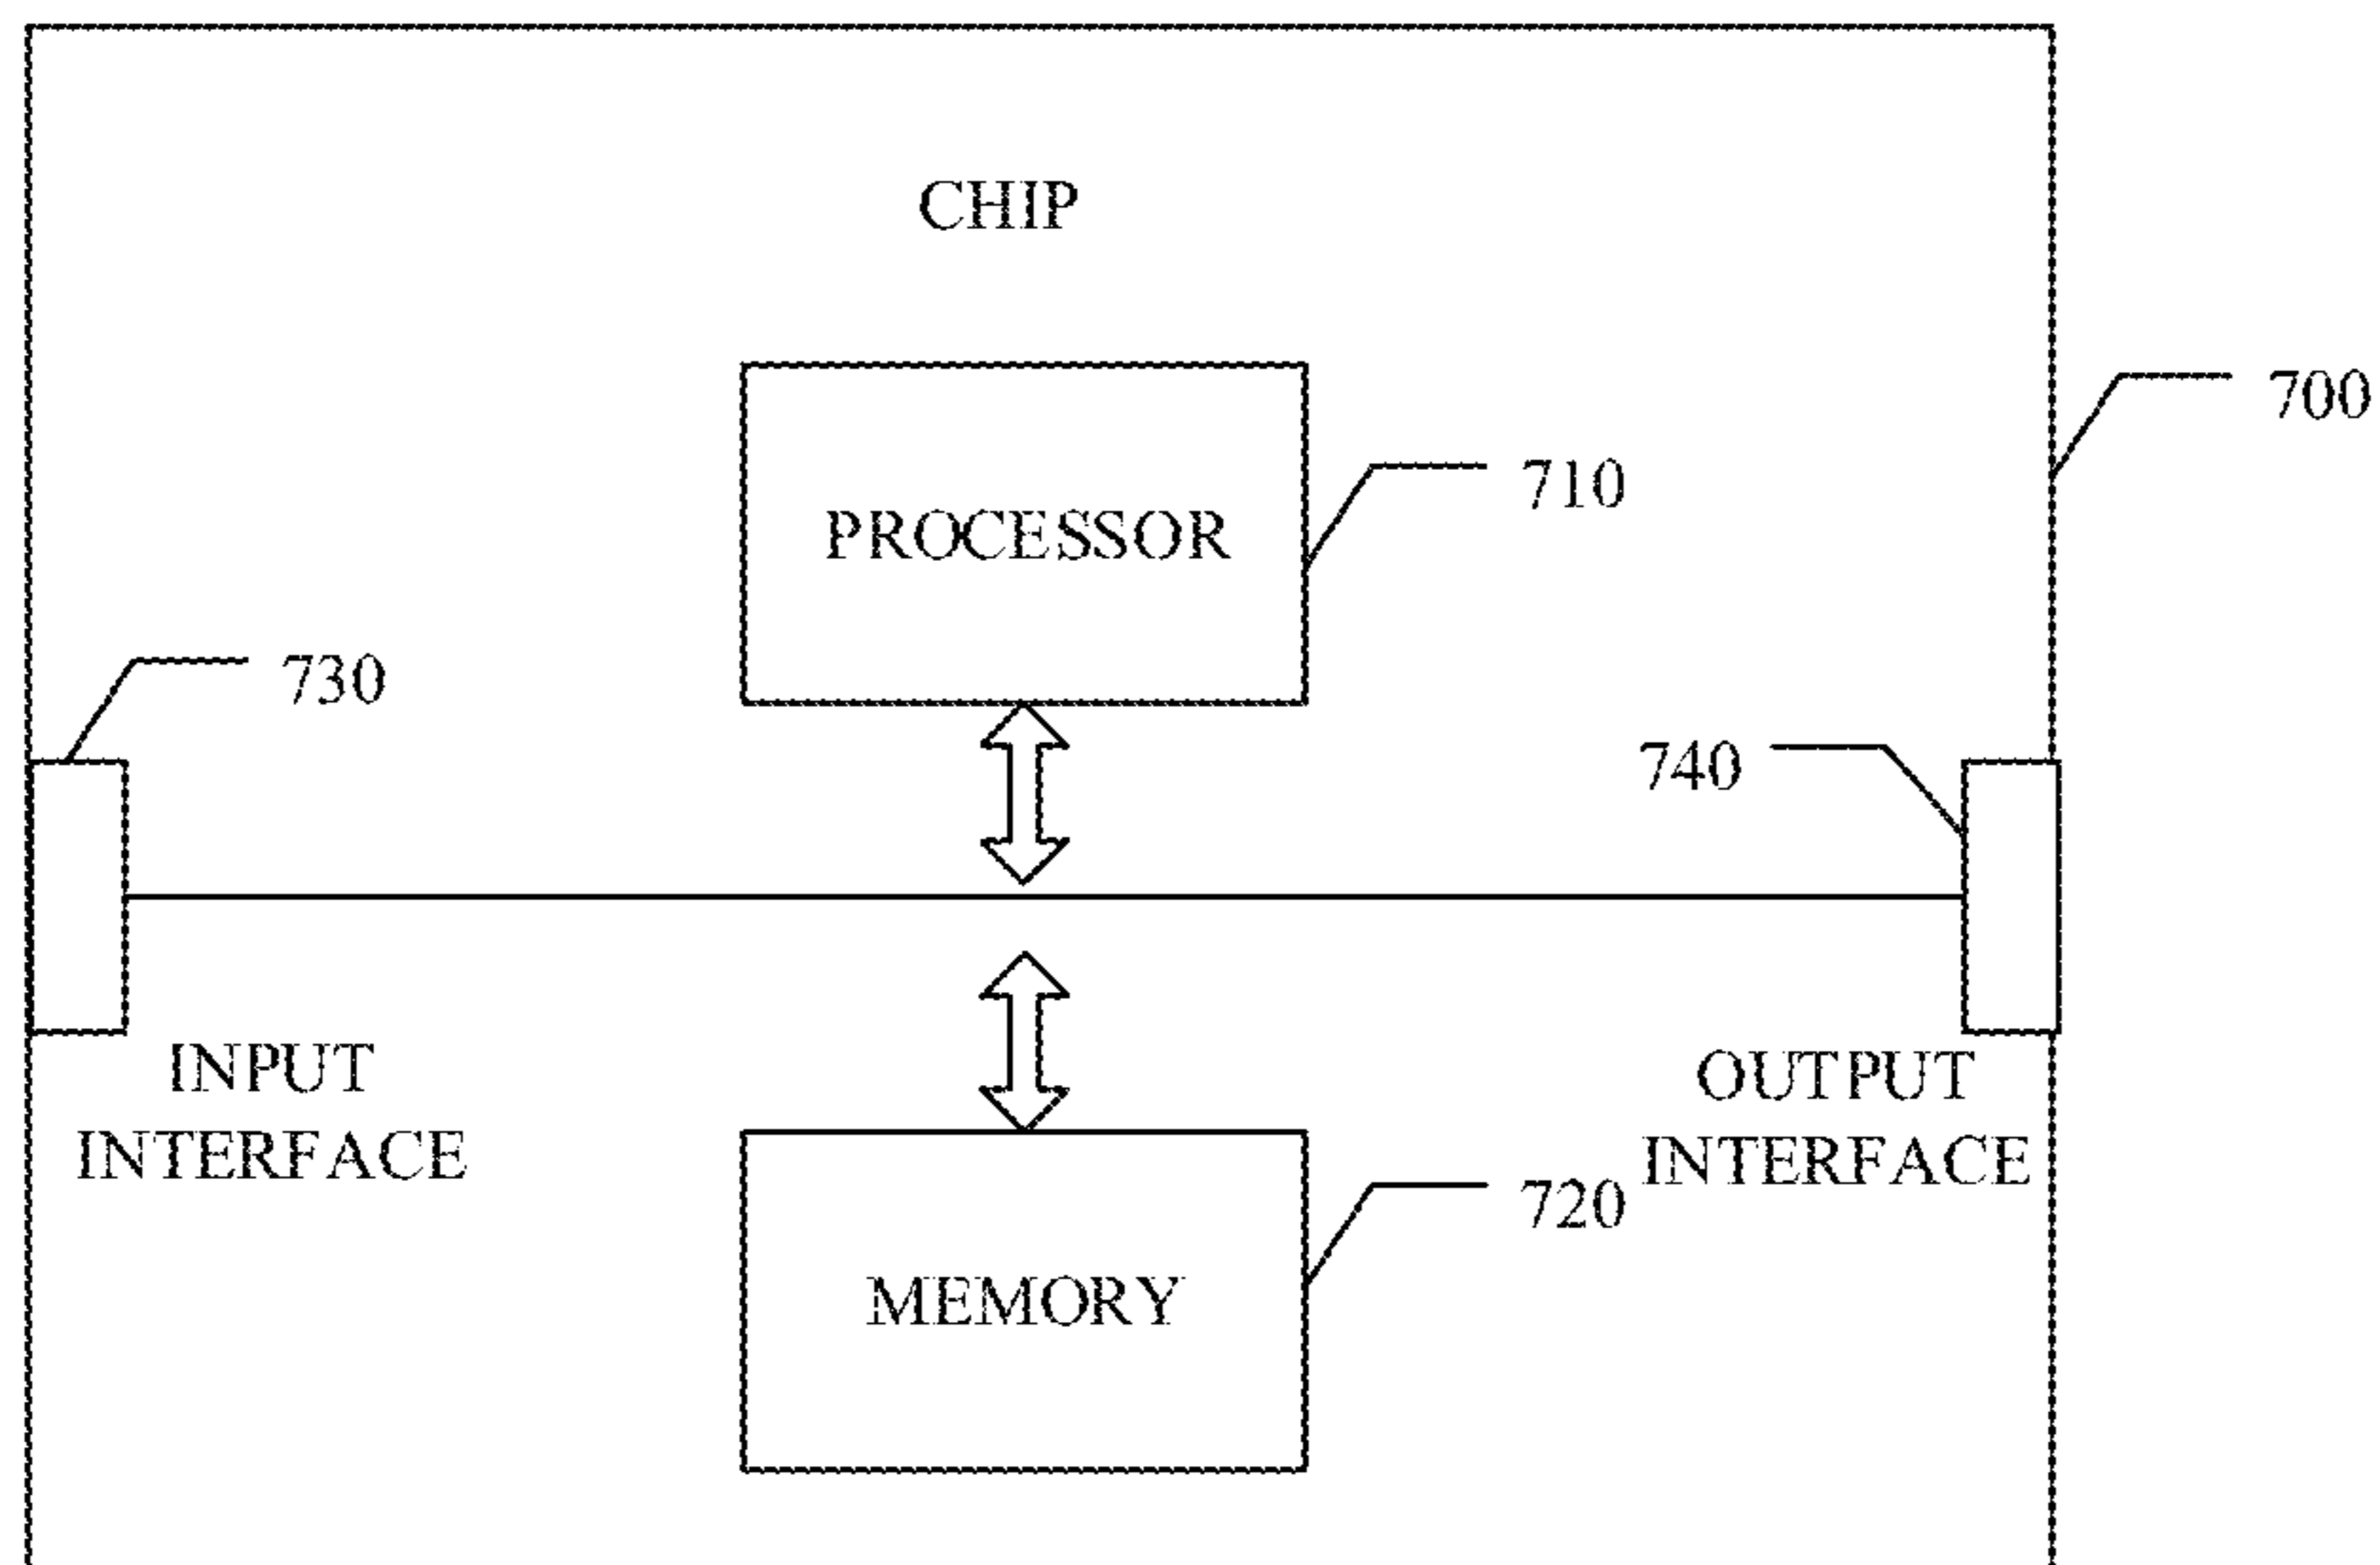 CHIP
700
710
PROCESSOR
730
740
INPUT
INTERFACE
OUTPUT
INTERFACE
720
MEMORY